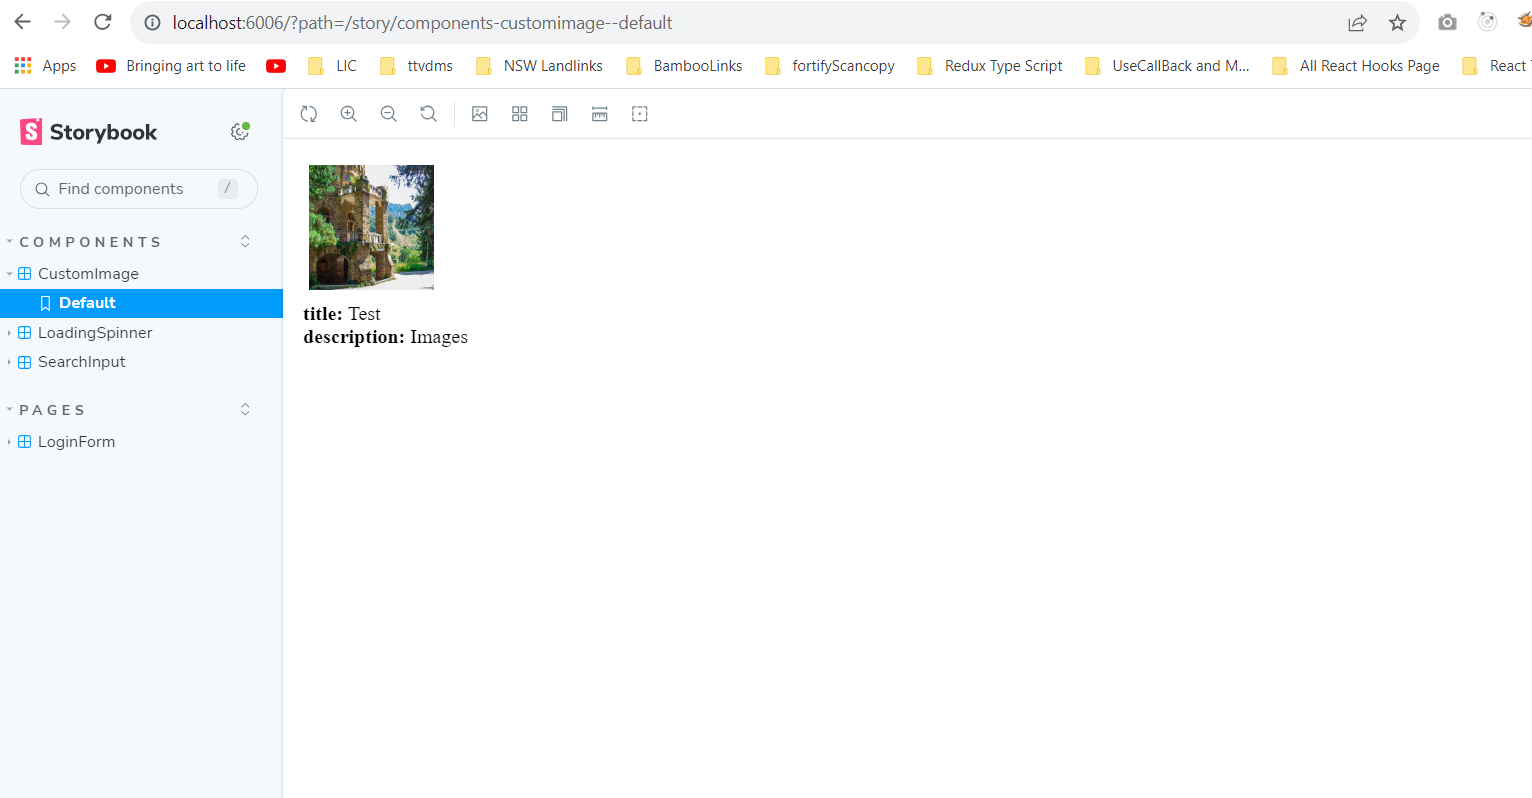 localhost:6006/?path=/story/components-customimage--default
Apps Bringing art to life LIC ttvdms NSW Landlinks BambooLinks fortifyScancopy Redux Type Script UseCallBack and M... All React Hooks Page React
Storybook
Find components /
COMPONENTS
CustomImage
Default
LoadingSpinner
SearchInput
PAGES
LoginForm
title: Test
description: Images